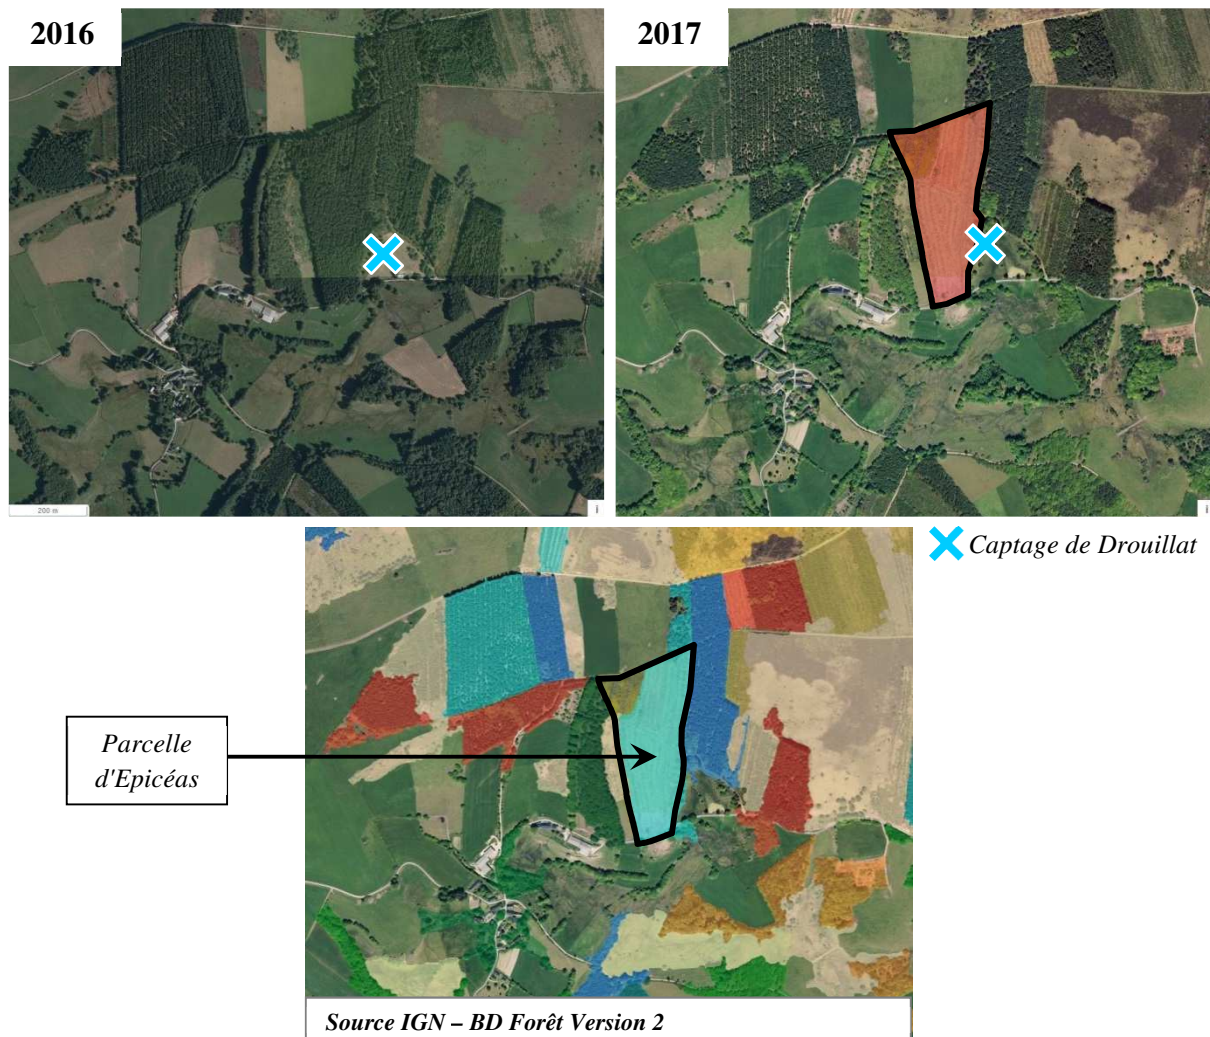 2016
2017
200 m
i
i
Captage de Drouillat
Parcelle
d'Epicéas
Source IGN – BD Forêt Version 2